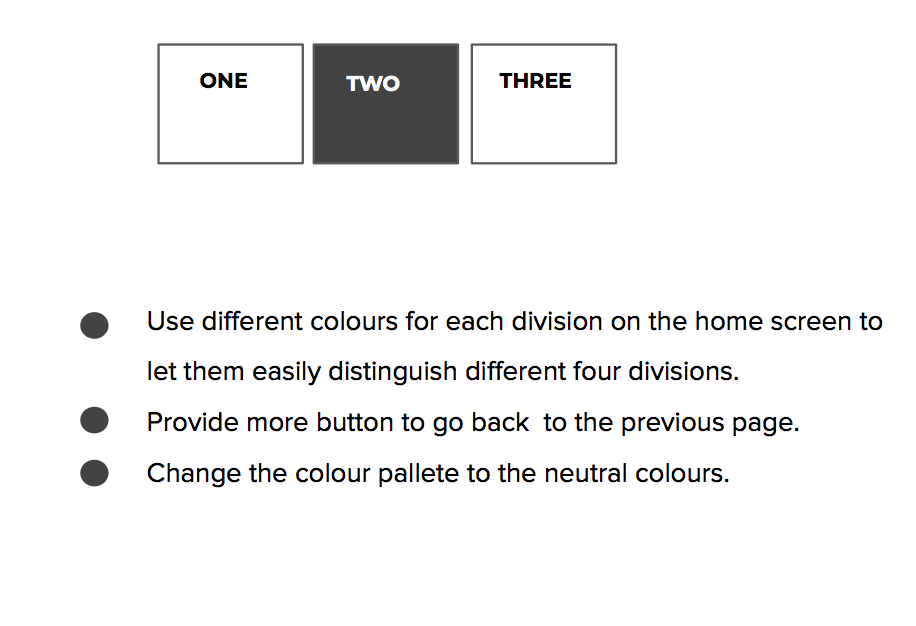 ONE
TWO
THREE
Use different colours for each division on the home screen to
let them easily distinguish different four divisions.
Provide more button to go back  to the previous page.
Change the colour pallete to the neutral colours.